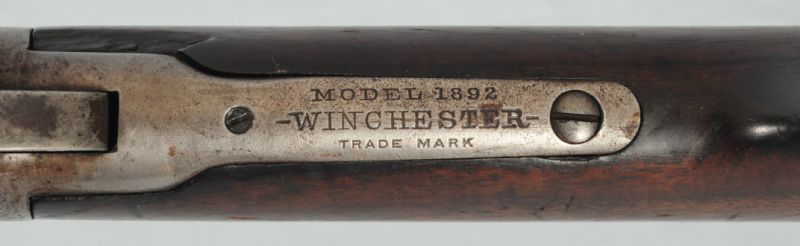 MODEL 1892
-WINCHESTER-
TRADE MARK